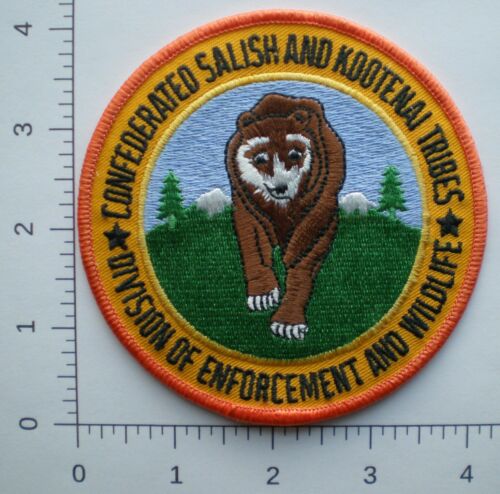 CONFEDERATED SALISH AND KOOTENAI TRIBES
★ DIVISION OF ENFORCEMENT AND WILDLIFE ★
4
3
2
1
0
0 1 2 3 4